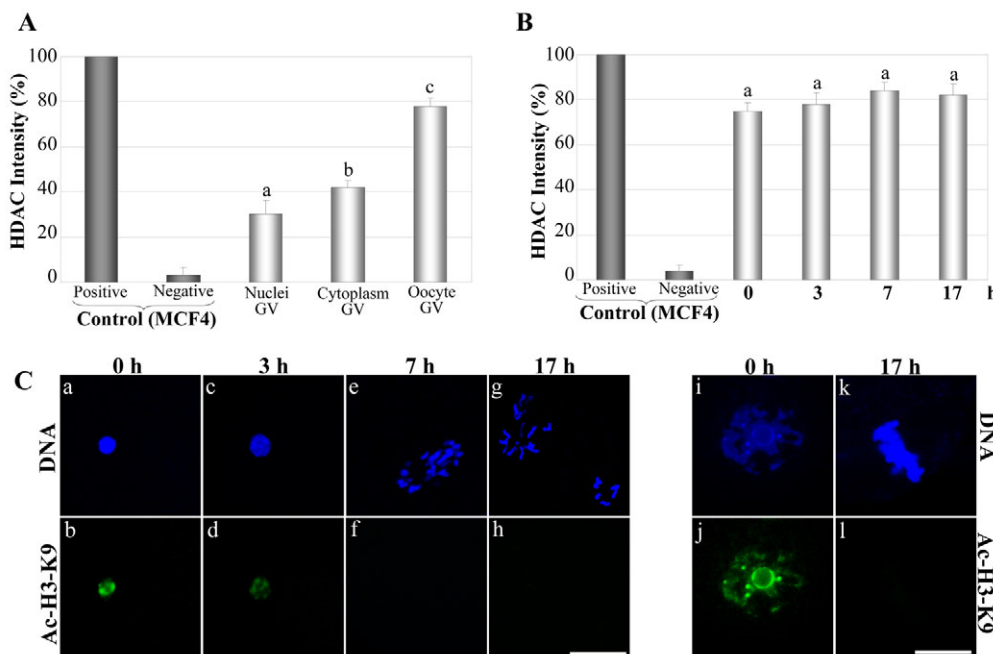 A
HDAC Intensity (%)
100
80
60
40
20
0
a
b
c
Positive
Negative
Nuclei
GV
Cytoplasm
GV
Oocyte
GV
Control (MCF4)
B
HDAC Intensity (%)
100
80
60
40
20
0
a
a
a
a
Positive
Negative
0
3
7
17
h
Control (MCF4)
C
0 h
3 h
7 h
17 h
DNA
a
c
e
g
Ac-H3-K9
b
d
f
h
0 h
17 h
i
k
DNA
j
l
Ac-H3-K9